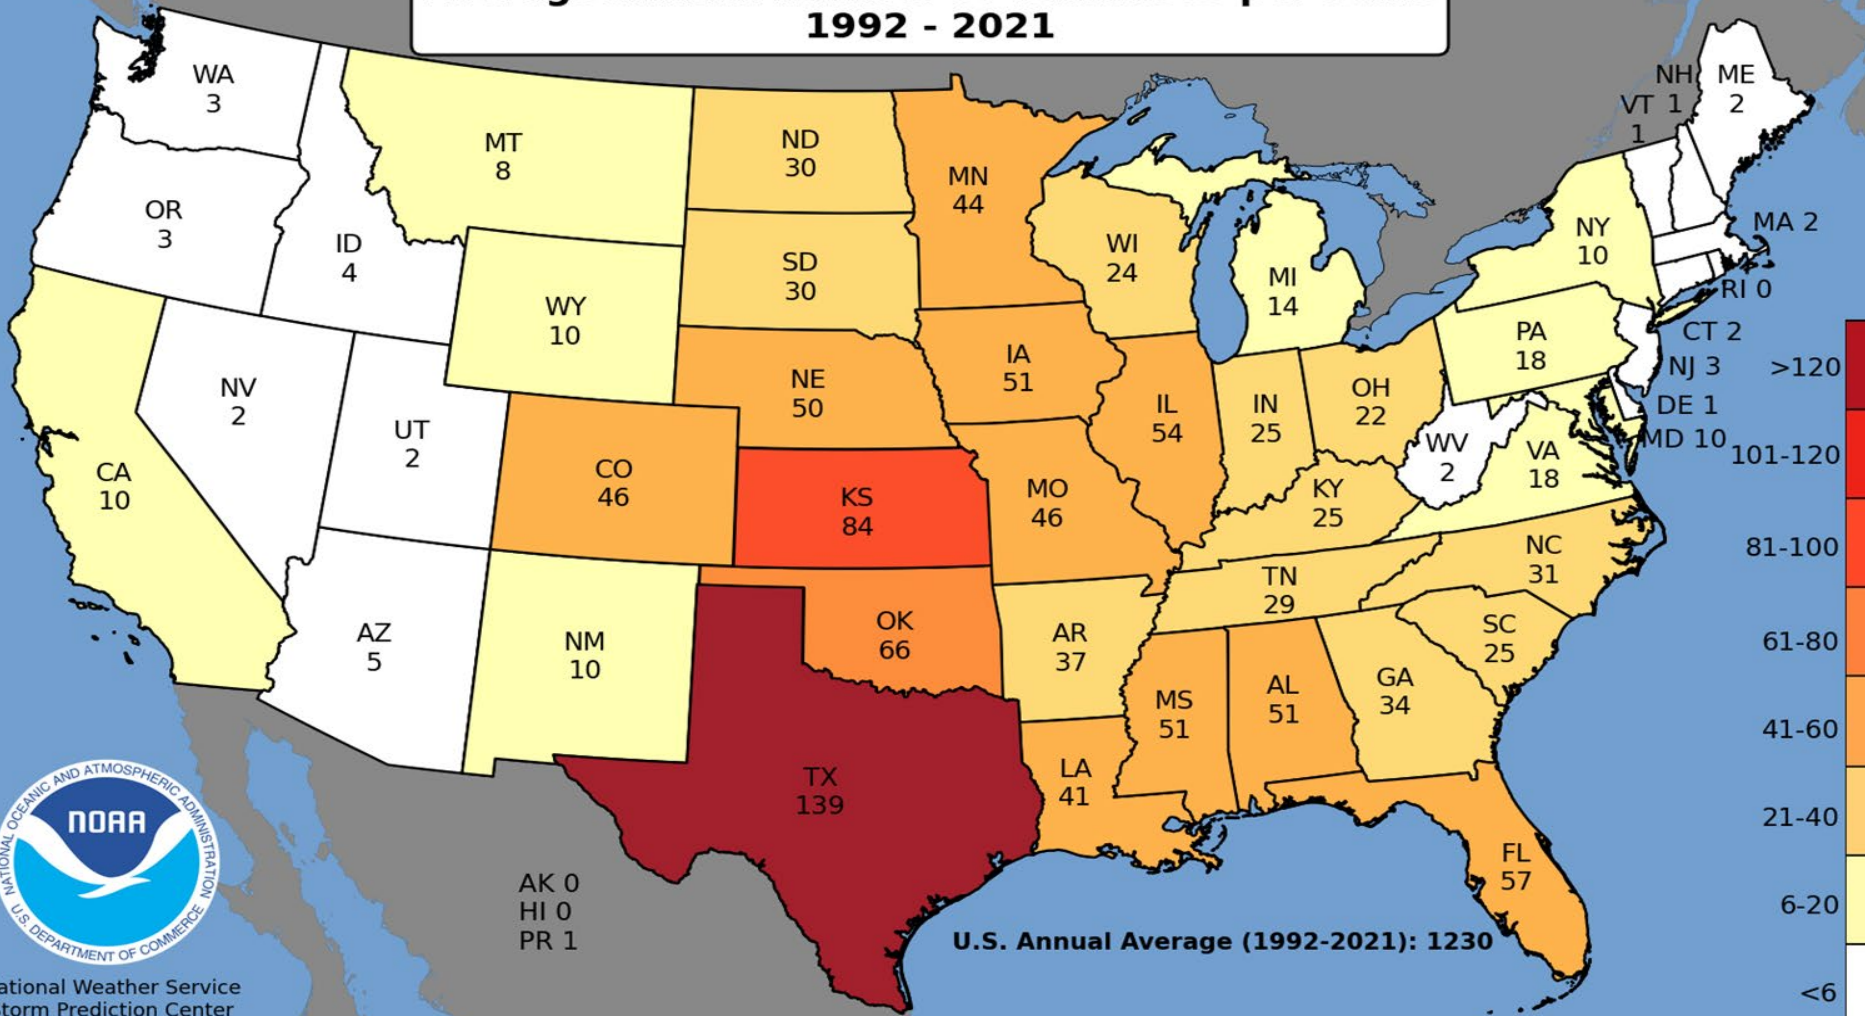 1992 - 2021
WA
3
OR
3
ID
4
MT
8
ND
30
MN
44
SD
30
WI
24
MI
14
NH
1
VT
1
ME
2
NY
10
MA 2
RI 0
CT 2
NJ 3
DE 1
MD 10
PA
18
WY
10
NV
2
UT
2
CA
10
CO
46
NE
50
KS
84
IA
51
IL
54
IN
25
OH
22
WV
2
VA
18
MO
46
KY
25
NC
31
TN
29
SC
25
AZ
5
NM
10
OK
66
AR
37
MS
51
AL
51
GA
34
TX
139
LA
41
FL
57
AK 0
HI 0
PR 1
U.S. Annual Average (1992-2021): 1230
>120
101-120
81-100
61-80
41-60
21-40
6-20
<6
NATIONAL OCEANIC AND ATMOSPHERIC ADMINISTRATION
NOAA
U.S. DEPARTMENT OF COMMERCE
ational Weather Service
torm Prediction Center